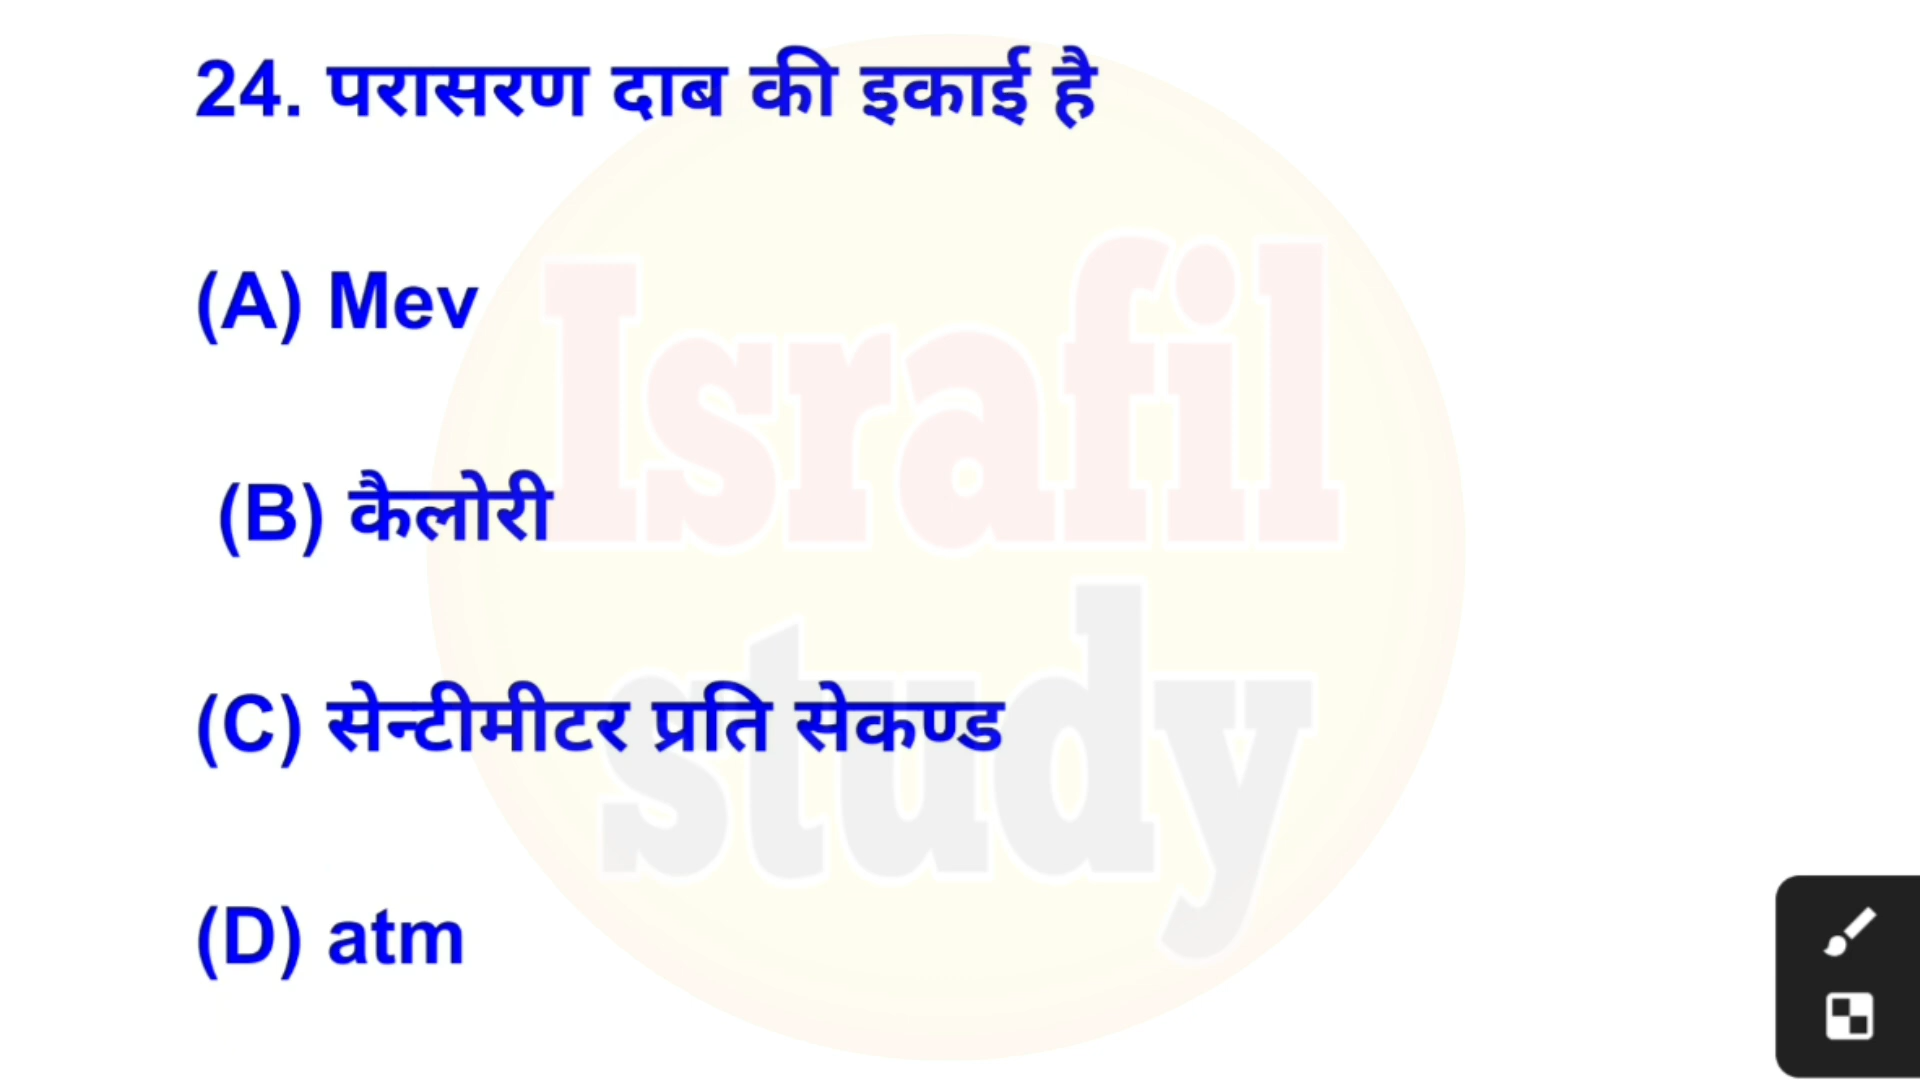 24. परासरण दाब की इकाई है
(A) Mev
(B) कैलोरी
(C) सेन्टीमीटर प्रति सेकण्ड
(D) atm
Israfil
study